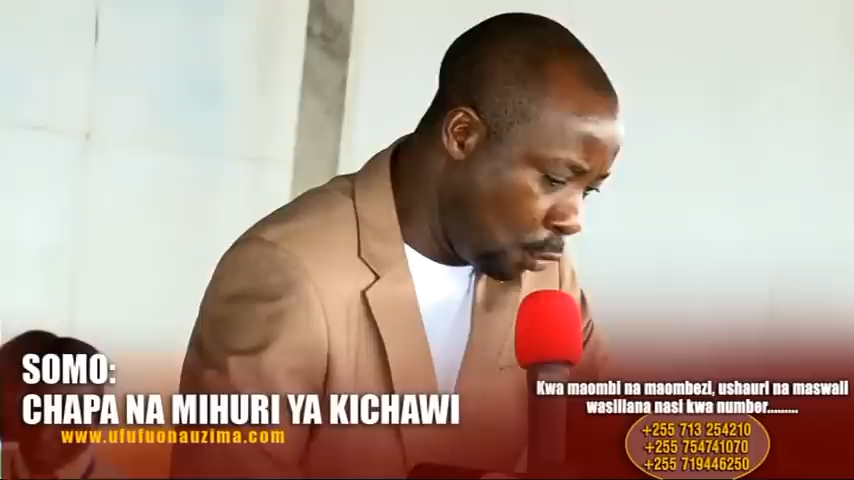 SOMO:
CHAPA NA MIHURI YA KICHAWI
www.ufufuonauzima.com
Kwa maombi na maombezi, ushauri na maswali
wasiliana nasi kwa number..........
+255 713 254210
+255 754741070
+255 719446461